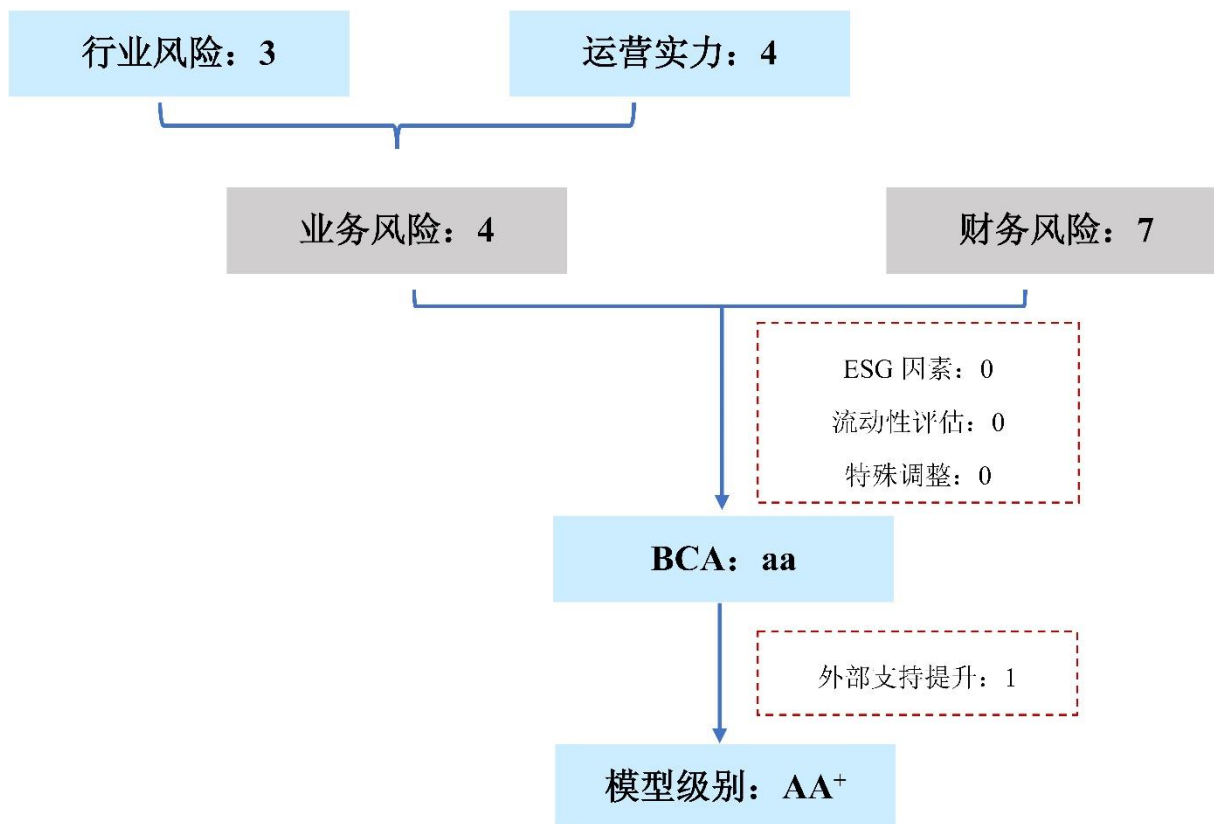 行业风险：3
运营实力：4
业务风险：4
财务风险：7
ESG 因素：0
流动性评估：0
特殊调整：0
BCA：aa
外部支持提升：1
模型级别：AA⁺